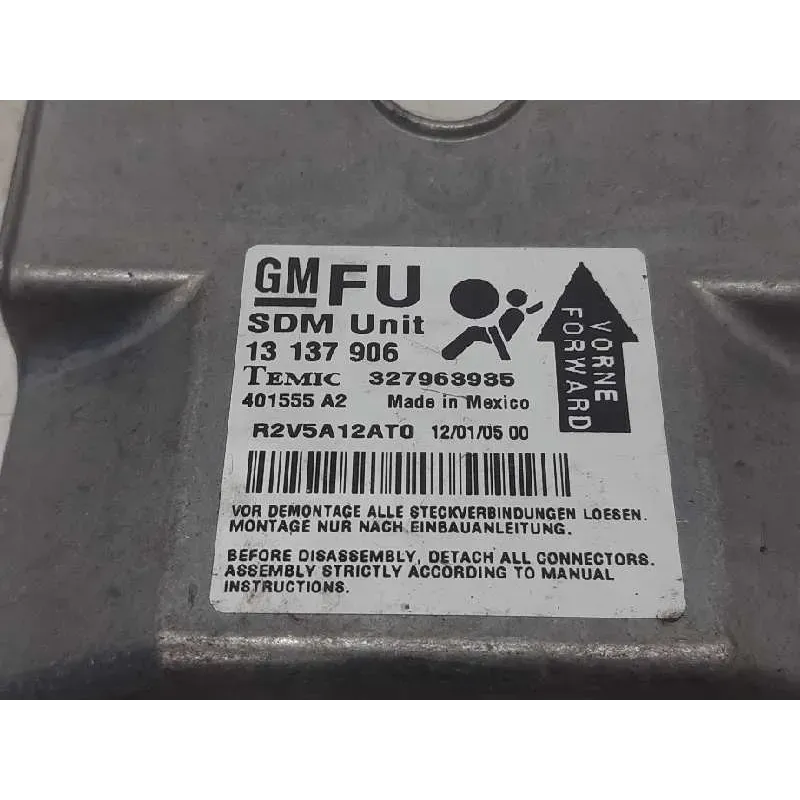 GM FU
SDM Unit
13 137 906
TEMIC 327963935
401555 A2 Made in Mexico
R2V5A12AT0 12/01/05 00
VORNE
FORWARD
VOR DEMONTAGE ALLE STECKVERBINDUNGEN LOESEN.
MONTAGE NUR NACH EINBAUANLEITUNG.
BEFORE DISASSEMBLY, DETACH ALL CONNECTORS.
ASSEMBLY STRICTLY ACCORDING TO MANUAL
INSTRUCTIONS.